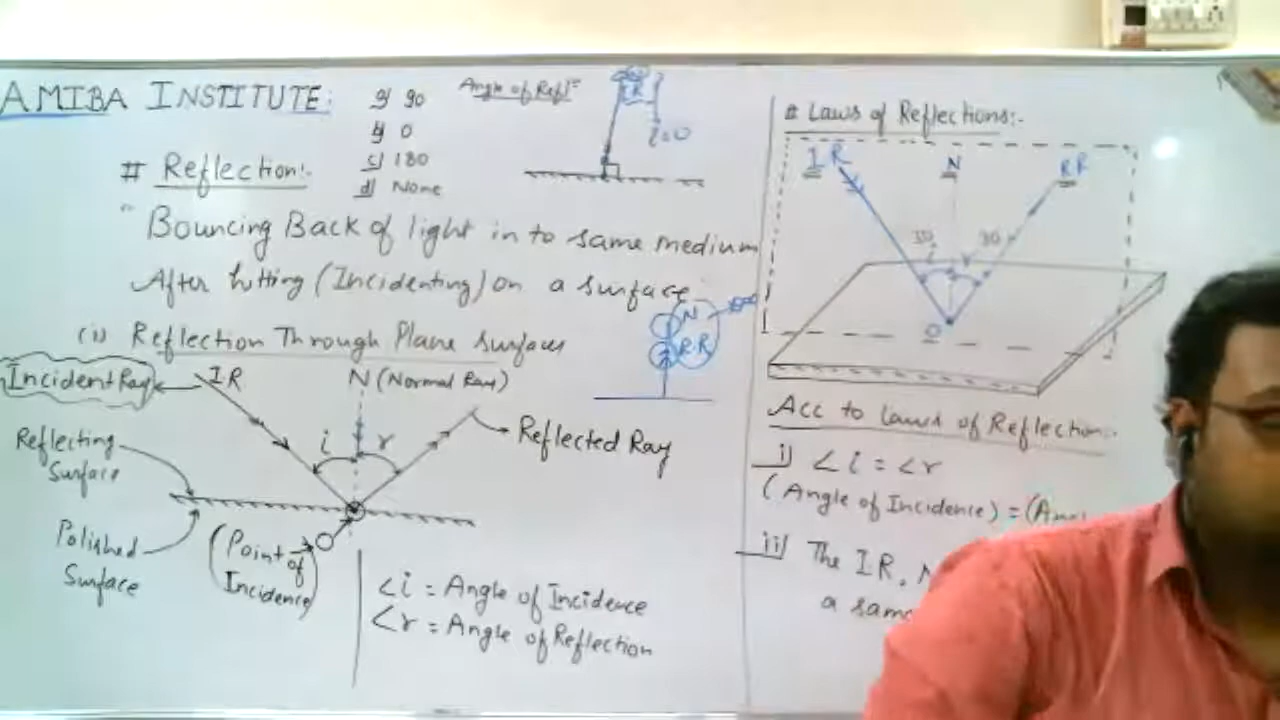 AMIBA INSTITUTE:
a) 90
b) 0
c) 180
d) None
Angle of Refl
i=0
# Reflection:-
"Bouncing Back of light in to same medium
After hitting (Incidenting) on a surface
(i) Reflection Through Plane surface
Incident Ray
IR
N (Normal Ray)
Reflected Ray
Reflecting
Surface
i
r
Polished
Surface
(Point of
Incidence)
∠i = Angle of Incidence
∠r = Angle of Reflection
N
R.R
# Laws of Reflections:-
IR
N
RR
30
30
i
r
O
Acc to Laws of Reflection:-
i) ∠i = ∠r
(Angle of Incidence) = (
ii) The I.R,
a same